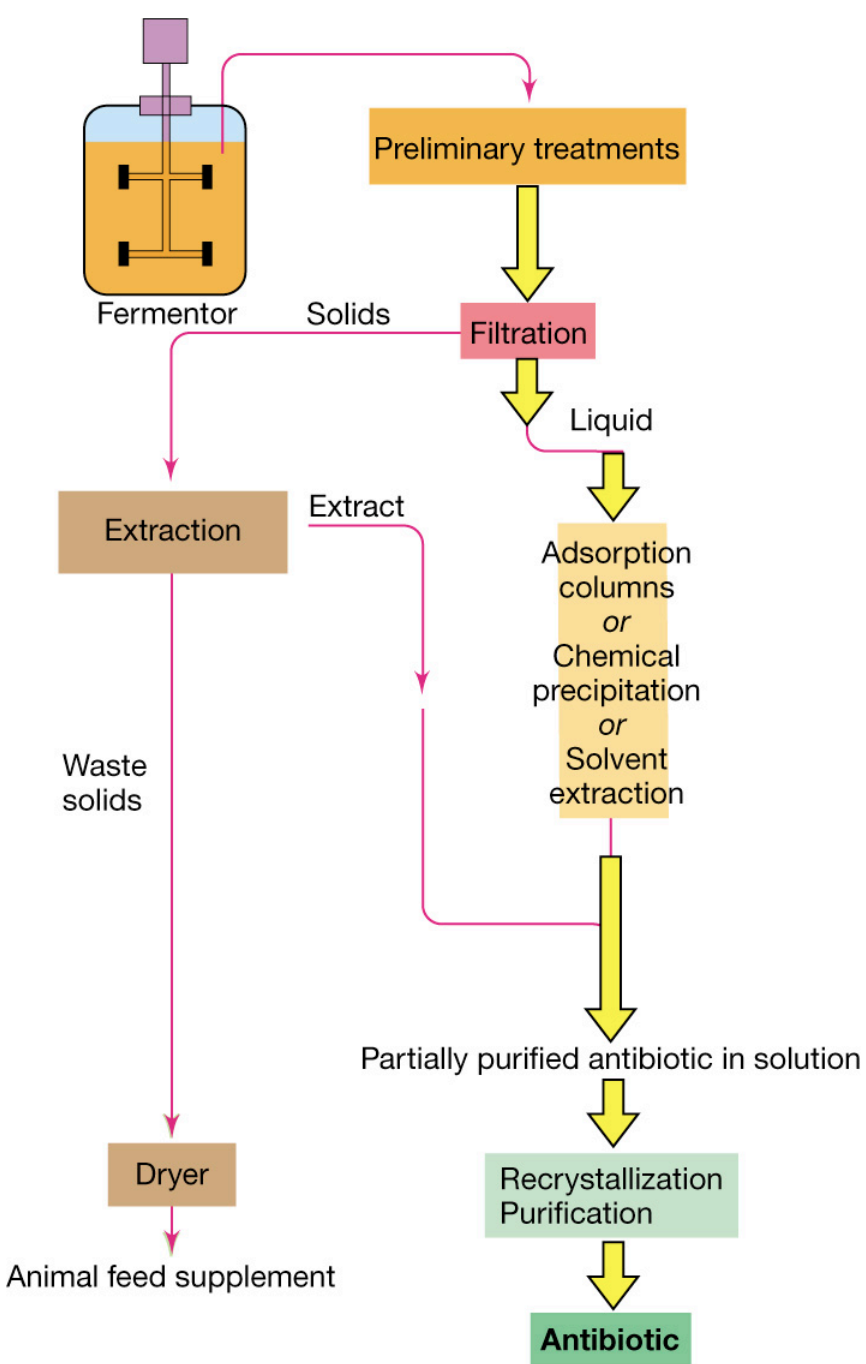 Preliminary treatments
Fermentor
Solids
Filtration
Liquid
Extraction
Extract
Adsorption
columns
or
Chemical
precipitation
or
Solvent
extraction
Waste
solids
Partially purified antibiotic in solution
Dryer
Recrystallization
Purification
Animal feed supplement
Antibiotic